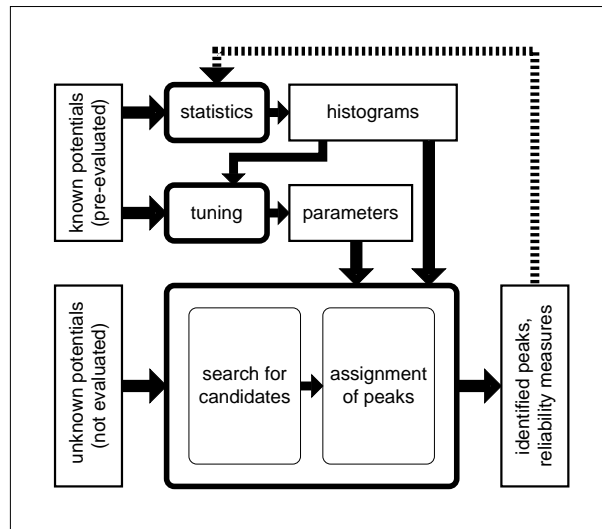 known potentials
(pre-evaluated)
statistics
histograms
tuning
parameters
unknown potentials
(not evaluated)
search for
candidates
assignment
of peaks
identified peaks,
reliability measures